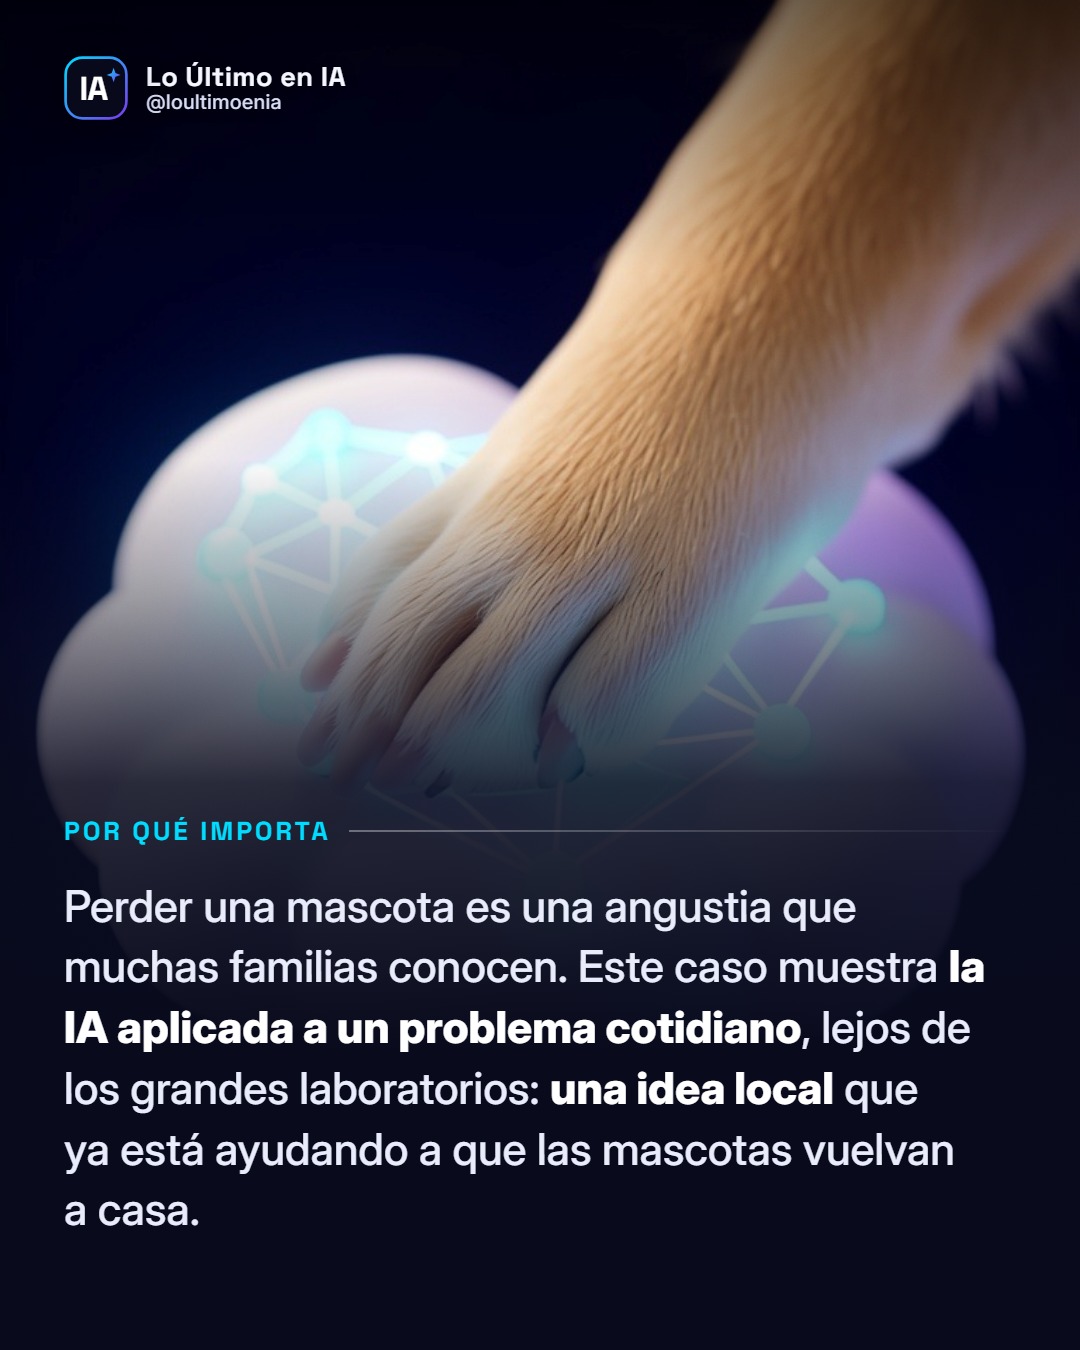 IA
Lo Último en IA
@loultimoenia
POR QUÉ IMPORTA
Perder una mascota es una angustia que
muchas familias conocen. Este caso muestra la
IA aplicada a un problema cotidiano, lejos de
los grandes laboratorios: una idea local que
ya está ayudando a que las mascotas vuelvan
a casa.